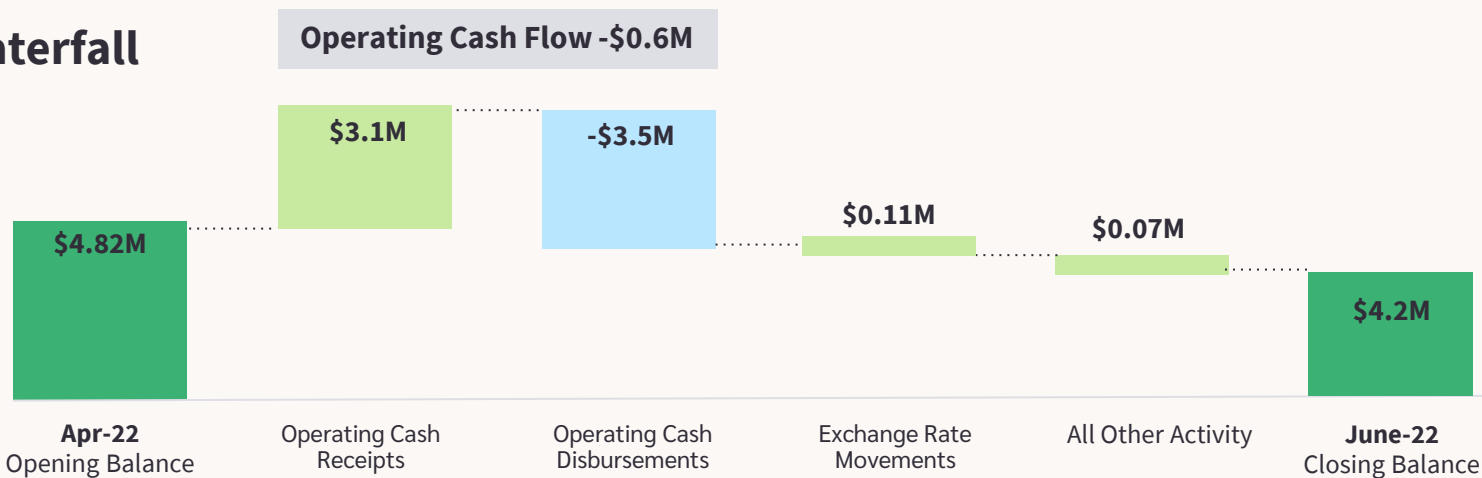 Operating Cash Flow -$0.6M
$3.1M
-$3.5M
$0.11M
$0.07M
$4.82M
$4.2M
Apr-22
Opening Balance
Operating Cash
Receipts
Operating Cash
Disbursements
Exchange Rate
Movements
All Other Activity
June-22
Closing Balance